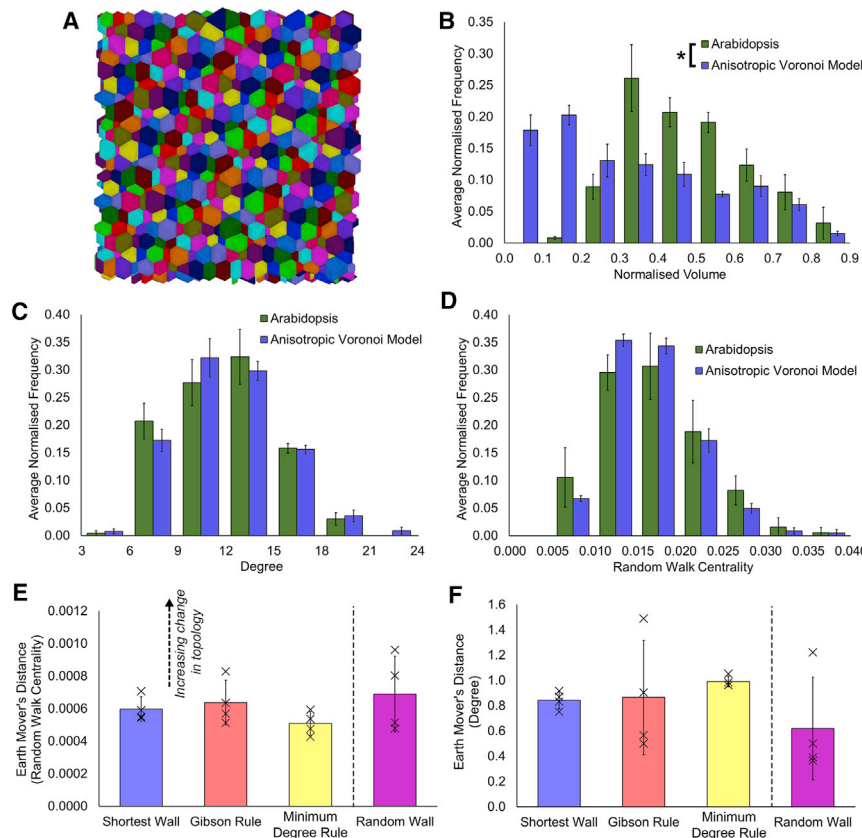 A
B
Average Normalised Frequency
0.35
0.30
0.25
0.20
0.15
0.10
0.05
0.00
*
Arabidopsis
Anisotropic Voronoi Model
0.0 0.1 0.2 0.3 0.4 0.5 0.6 0.7 0.8 0.9
Normalised Volume
C
Average Normalised Frequency
0.40
0.35
0.30
0.25
0.20
0.15
0.10
0.05
0.00
Arabidopsis
Anisotropic Voronoi Model
3 6 9 12 15 18 21 24
Degree
D
Average Normalised Frequency
0.40
0.35
0.30
0.25
0.20
0.15
0.10
0.05
0.00
Arabidopsis
Anisotropic Voronoi Model
0.000 0.005 0.010 0.015 0.020 0.025 0.030 0.035 0.040
Random Walk Centrality
E
Earth Mover's Distance
(Random Walk Centrality)
0.0012
0.0010
0.0008
0.0006
0.0004
0.0002
0.0000
Increasing change
in topology
Shortest Wall Gibson Rule Minimum Random Wall
Degree Rule
F
Earth Mover's Distance
(Degree)
1.6
1.4
1.2
1.0
0.8
0.6
0.4
0.2
0.0
Shortest Wall Gibson Rule Minimum Random Wall
Degree Rule